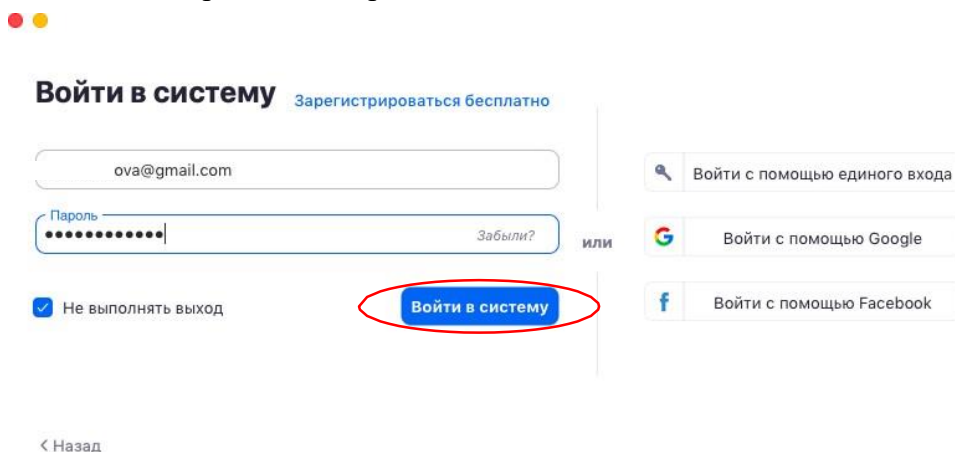 Войти в систему Зарегистрироваться бесплатно
ova@gmail.com
Пароль
●●●●●●●●●●●● Забыли?
Не выполнять выход
Войти в систему
или
Войти с помощью единого входа
Войти с помощью Google
Войти с помощью Facebook
Назад